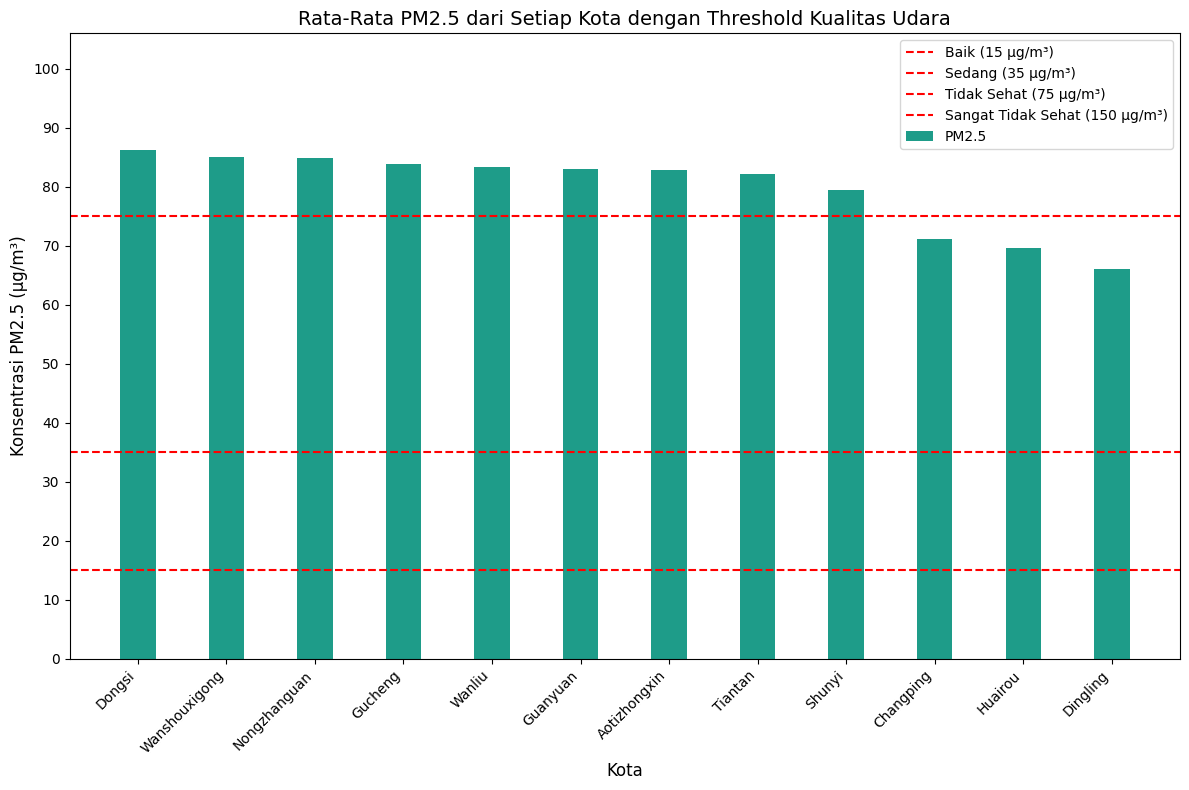 Rata-Rata PM2.5 dari Setiap Kota dengan Threshold Kualitas Udara
Baik (15 µg/m³)
Sedang (35 µg/m³)
Tidak Sehat (75 µg/m³)
Sangat Tidak Sehat (150 µg/m³)
PM2.5
Konsentrasi PM2.5 (µg/m³)
100
90
80
70
60
50
40
30
20
10
0
Dongsi
Wanshouxigong
Nongzhanguan
Gucheng
Wanliu
Guanyuan
Aotizhongxin
Tiantan
Shunyi
Changping
Huairou
Dingling
Kota